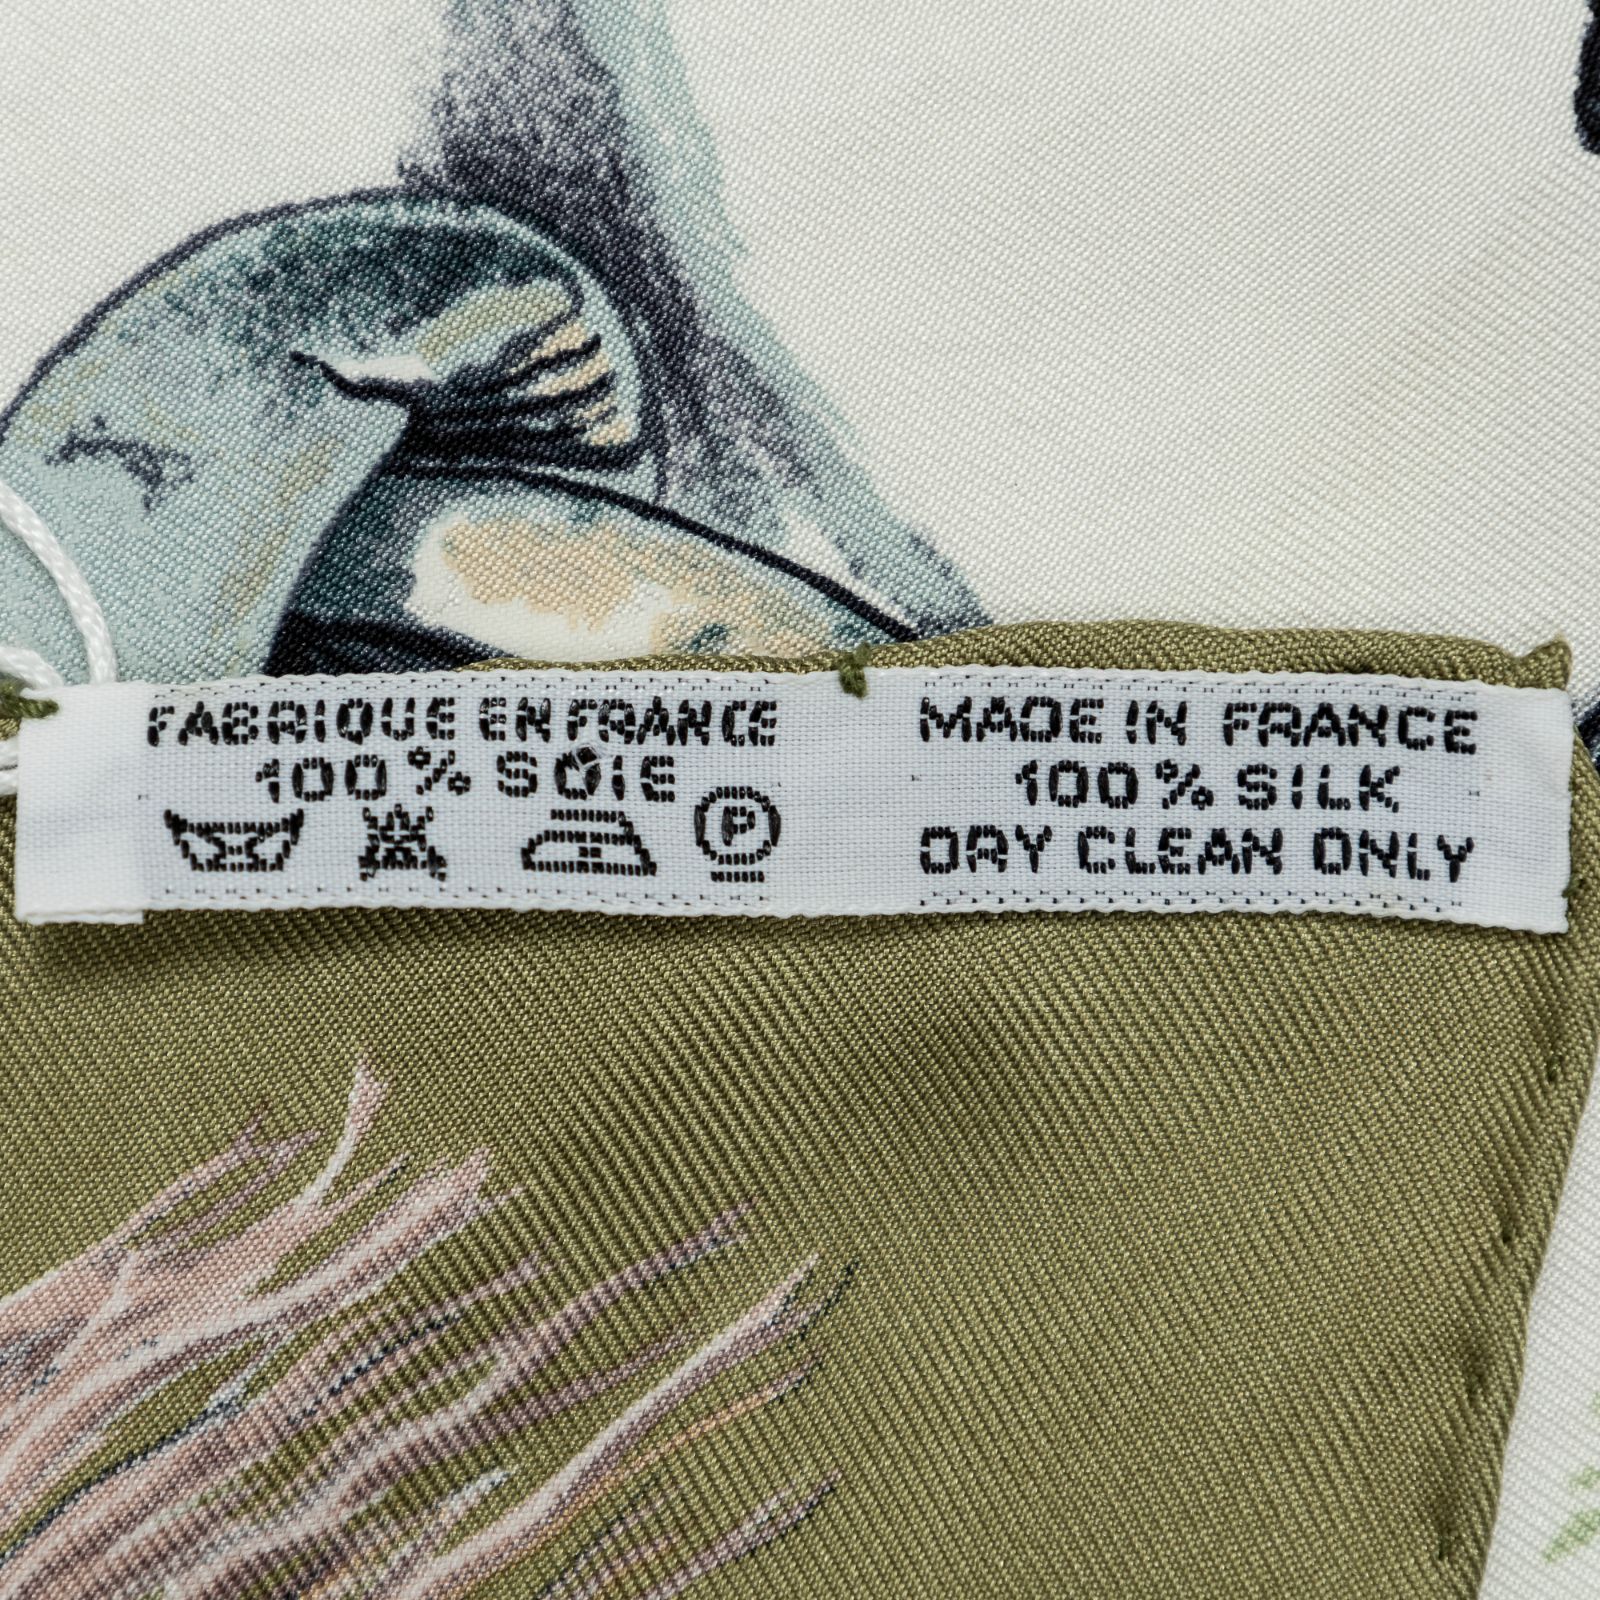 FABRIQUE EN FRANCE
100% SOIE
P
MADE IN FRANCE
100% SILK
DRY CLEAN ONLY